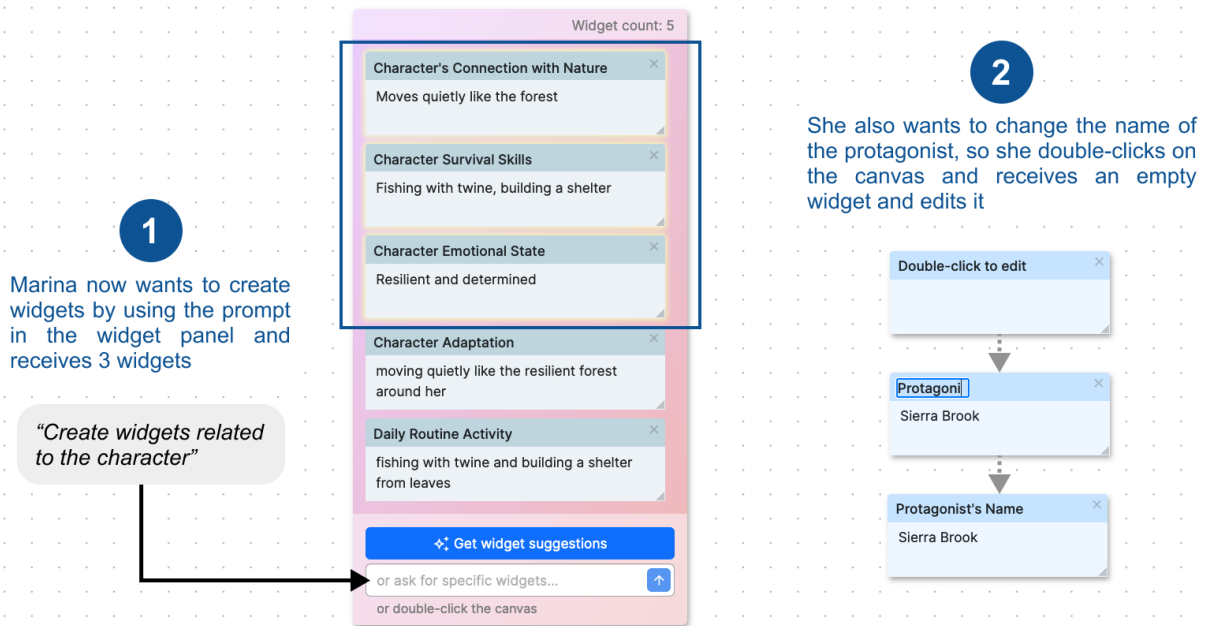 1
Marina now wants to create
widgets by using the prompt
in the widget panel and
receives 3 widgets
“Create widgets related
to the character”
Widget count: 5
Character's Connection with Nature
Moves quietly like the forest
Character Survival Skills
Fishing with twine, building a shelter
Character Emotional State
Resilient and determined
Character Adaptation
moving quietly like the resilient forest
around her
Daily Routine Activity
fishing with twine and building a shelter
from leaves
Get widget suggestions
or ask for specific widgets...
or double-click the canvas
2
She also wants to change the name of
the protagonist, so she double-clicks on
the canvas and receives an empty
widget and edits it
Double-click to edit
Protagoni
Sierra Brook
Protagonist's Name
Sierra Brook